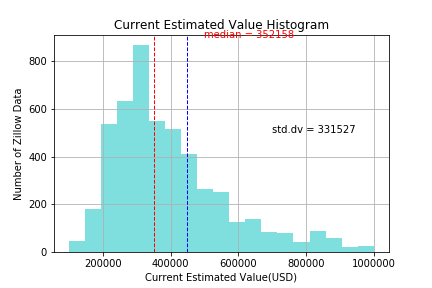 Current Estimated Value Histogram
median = 352158
800
600
std.dv = 331527
400
200
0
200000 400000 600000 800000 1000000
Current Estimated Value(USD)
Number of Zillow Data